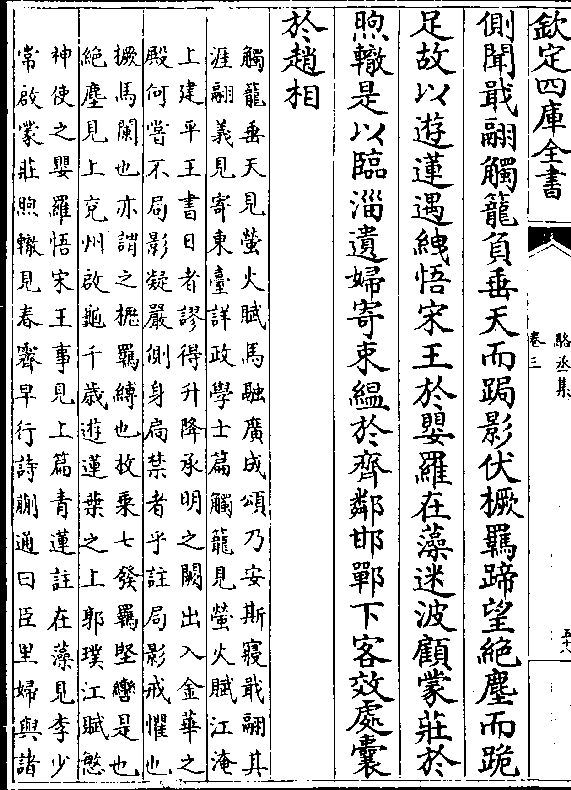 欽定四庫全書
駱丞集
卷三
五十八
側聞戢翮觸籠負垂天而跼影伏櫪羈蹄望絶塵而跪
足故以遊蓮遇絏悟宋王於嬰羅在藻迷波顧蒙莊於
煦轍是以臨淄遺婦寄束緼於齊鄰邯鄲下客效處囊
於趙相
觸籠垂天見螢火賦馬融廣成頌乃安斯寢戢翮其
涯翮義見寄東臺詳政學士篇觸籠見螢火賦江淹
上建平王書日者謬得升降承明之闕出入金華之
殿何嘗不局影凝嚴側身扃禁者乎註局影戒懼也
櫪馬闌也亦謂之櫪羈縛也枚乗七發羈堅轡是也
絶塵見上兗州啟龜千歲遊蓮葉之上郭璞江賦慜
神使之嬰羅悟宋王事見上篇青蓮註在藻見李少
常啟蒙莊煦轍見春霽早行詩蒯通曰臣里婦與諸